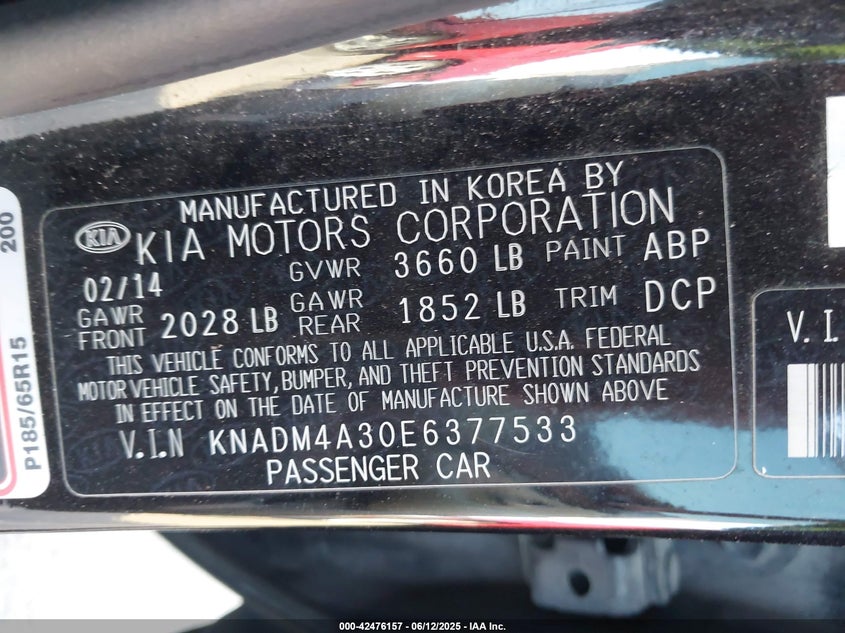 MANUFACTURED IN KOREA BY
KIA KIA MOTORS CORPORATION
02/14 GVWR 3660 LB PAINT ABP
GAWR FRONT 2028 LB GAWR REAR 1852 LB TRIM DCP
THIS VEHICLE CONFORMS TO ALL APPLICABLE U.S.A. FEDERAL
MOTOR VEHICLE SAFETY, BUMPER, AND THEFT PREVENTION STANDARDS
IN EFFECT ON THE DATE OF MANUFACTURE SHOWN ABOVE
V.I.N KNADM4A30E6377533
PASSENGER CAR
200
P185/65R15
V.I.
000-42476157 - 06/12/2025 - IAA Inc.